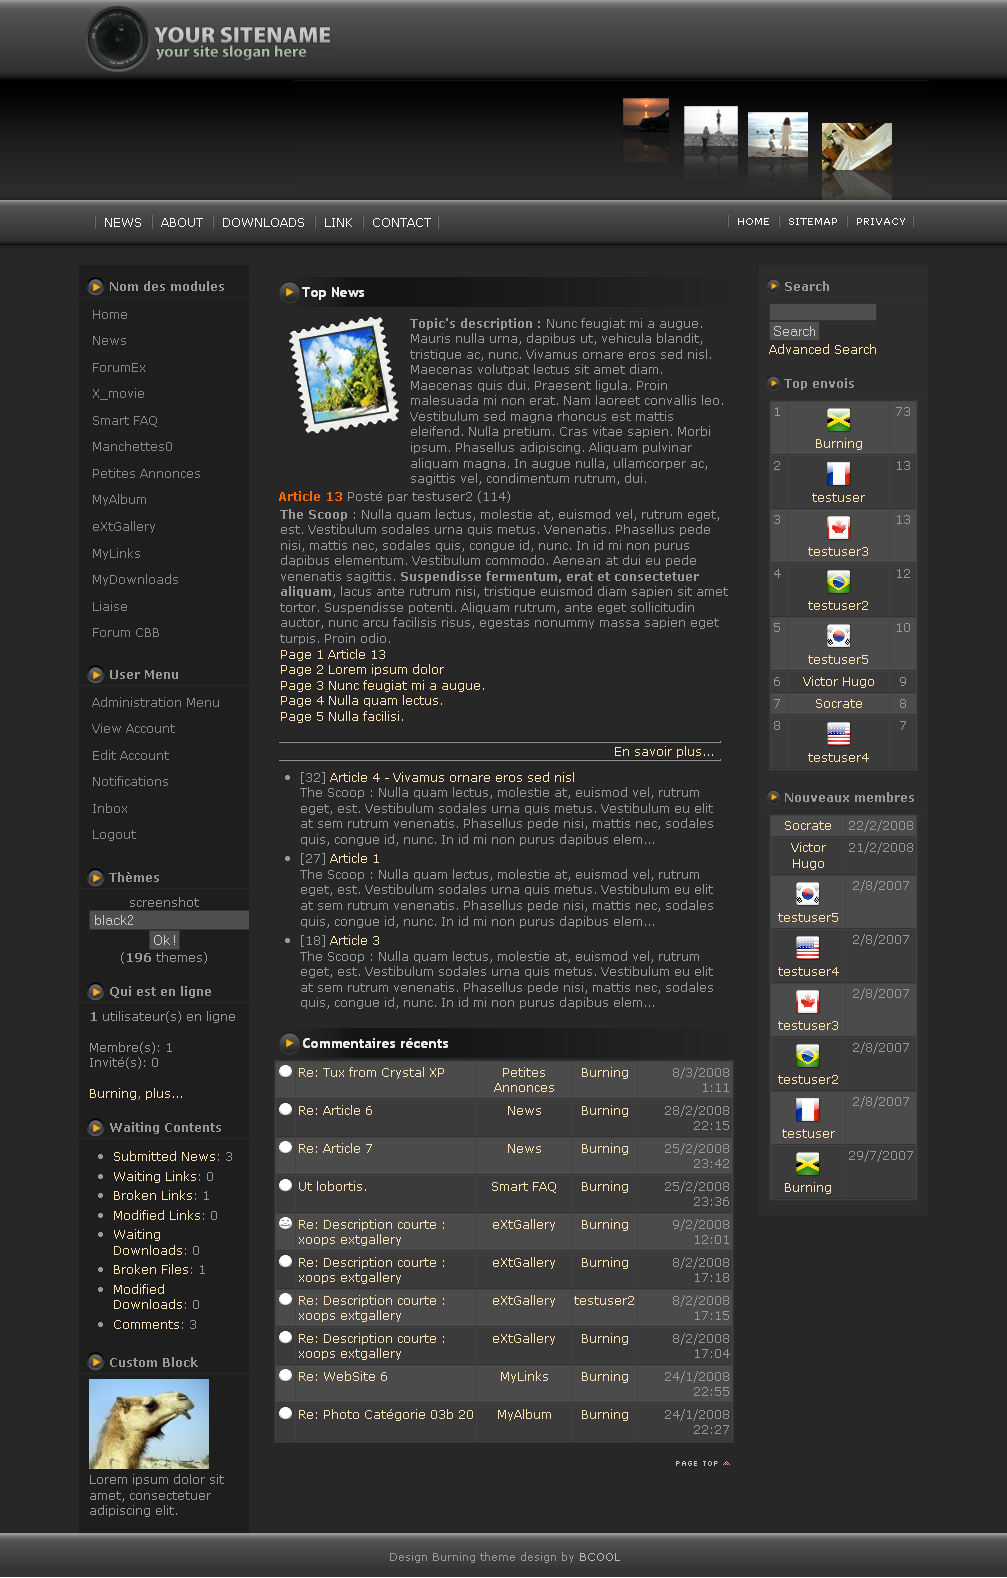 YOUR SITENAME
your site slogan here
NEWS
ABOUT
DOWNLOADS
LINK
CONTACT
HOME
SITEMAP
PRIVACY
Nom des modules
Home
News
ForumEx
X_movie
Smart FAQ
Manchettes0
Petites Annonces
MyAlbum
eXtGallery
MyLinks
MyDownloads
Liaise
Forum CBB
User Menu
Administration Menu
View Account
Edit Account
Notifications
Inbox
Logout
Thèmes
screenshot
black2
Ok !
(196 themes)
Qui est en ligne
1 utilisateur(s) en ligne
Membre(s): 1
Invité(s): 0
Burning, plus...
Waiting Contents
Submitted News: 3
Waiting Links: 0
Broken Links: 1
Modified Links: 0
Waiting
Downloads: 0
Broken Files: 1
Modified
Downloads: 0
Comments: 3
Custom Block
Lorem ipsum dolor sit
amet, consectetuer
adipiscing elit.
Top News
Topic's description : Nunc feugiat mi a augue.
Mauris nulla urna, dapibus ut, vehicula blandit,
tristique ac, nunc. Vivamus ornare eros sed nisl.
Maecenas volutpat lectus sit amet diam.
Maecenas quis dui. Praesent ligula. Proin
malesuada mi non erat. Nam laoreet convallis leo.
Vestibulum sed magna rhoncus est mattis
eleifend. Nulla pretium. Cras vitae sapien. Morbi
ipsum. Phasellus adipiscing. Aliquam pulvinar
aliquam magna. In augue nulla, ullamcorper ac,
sagittis vel, condimentum rutrum, dui.
Article 13 Posté par testuser2 (114)
The Scoop : Nulla quam lectus, molestie at, euismod vel, rutrum eget,
est. Vestibulum sodales urna quis metus. Venenatis. Phasellus pede
nisi, mattis nec, sodales quis, congue id, nunc. In id mi non purus
dapibus elementum. Vestibulum commodo. Aenean at dui eu pede
venenatis sagittis. Suspendisse fermentum, erat et consectetuer
aliquam, lacus ante rutrum nisi, tristique euismod diam sapien sit amet
tortor. Suspendisse potenti. Aliquam rutrum, ante eget sollicitudin
auctor, nunc arcu facilisis risus, egestas nonummy massa sapien eget
turpis. Proin odio.
Page 1 Article 13
Page 2 Lorem ipsum dolor
Page 3 Nunc feugiat mi a augue.
Page 4 Nulla quam lectus.
Page 5 Nulla facilisi.
En savoir plus...
[32] Article 4 - Vivamus ornare eros sed nisl
The Scoop : Nulla quam lectus, molestie at, euismod vel, rutrum
eget, est. Vestibulum sodales urna quis metus. Vestibulum eu elit
at sem rutrum venenatis. Phasellus pede nisi, mattis nec, sodales
quis, congue id, nunc. In id mi non purus dapibus elem...
[27] Article 1
The Scoop : Nulla quam lectus, molestie at, euismod vel, rutrum
eget, est. Vestibulum sodales urna quis metus. Vestibulum eu elit
at sem rutrum venenatis. Phasellus pede nisi, mattis nec, sodales
quis, congue id, nunc. In id mi non purus dapibus elem...
[18] Article 3
The Scoop : Nulla quam lectus, molestie at, euismod vel, rutrum
eget, est. Vestibulum sodales urna quis metus. Vestibulum eu elit
at sem rutrum venenatis. Phasellus pede nisi, mattis nec, sodales
quis, congue id, nunc. In id mi non purus dapibus elem...
Commentaires récents
Re: Tux from Crystal XP Petites Annonces Burning 8/3/2008 1:11
Re: Article 6 News Burning 28/2/2008 22:15
Re: Article 7 News Burning 25/2/2008 23:42
Ut lobortis. Smart FAQ Burning 25/2/2008 23:36
Re: Description courte : xoops extgallery eXtGallery Burning 9/2/2008 12:01
Re: Description courte : xoops extgallery eXtGallery Burning 8/2/2008 17:18
Re: Description courte : xoops extgallery eXtGallery testuser2 8/2/2008 17:15
Re: Description courte : xoops extgallery eXtGallery Burning 8/2/2008 17:04
Re: WebSite 6 MyLinks Burning 24/1/2008 22:55
Re: Photo Catégorie 03b 20 MyAlbum Burning 24/1/2008 22:27
PAGE TOP
Search
Search
Advanced Search
Top envois
1 Burning 73
2 testuser 13
3 testuser3 13
4 testuser2 12
5 testuser5 10
6 Victor Hugo 9
7 Socrate 8
8 testuser4 7
Nouveaux membres
Socrate 22/2/2008
Victor Hugo 21/2/2008
testuser5 2/8/2007
testuser4 2/8/2007
testuser3 2/8/2007
testuser2 2/8/2007
testuser 2/8/2007
Burning 29/7/2007
Design Burning theme design by BCOOL